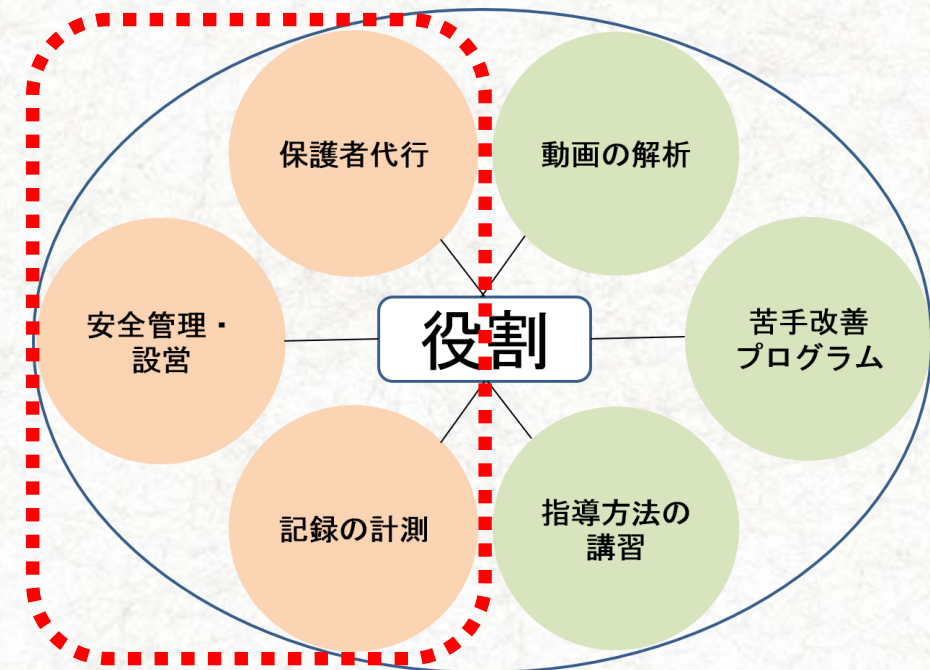 保護者代行
動画の解析
安全管理・
設営
役割
苦手改善
プログラム
記録の計測
指導方法の
講習